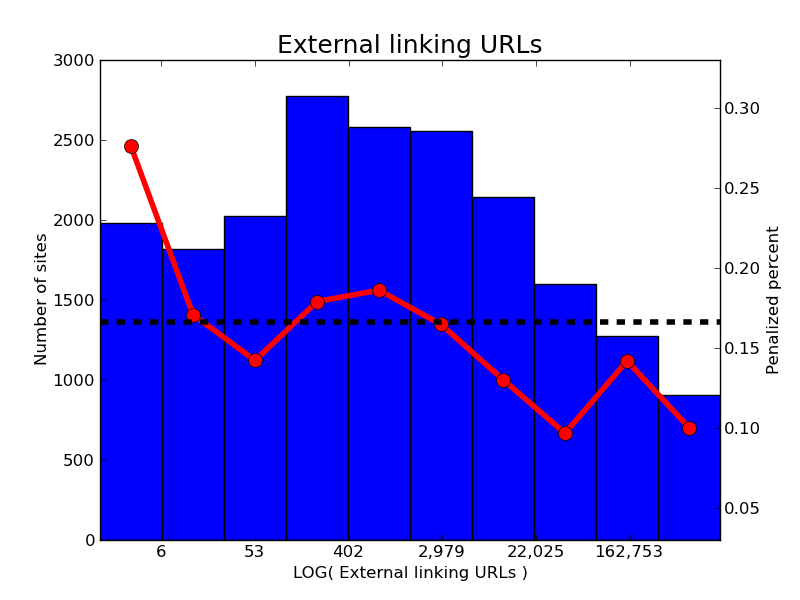 External linking URLs
3000
2500
2000
1500
1000
500
0
Number of sites
0.30
0.25
0.20
0.15
0.10
0.05
Penalized percent
6 53 402 2,979 22,025 162,753
LOG( External linking URLs )